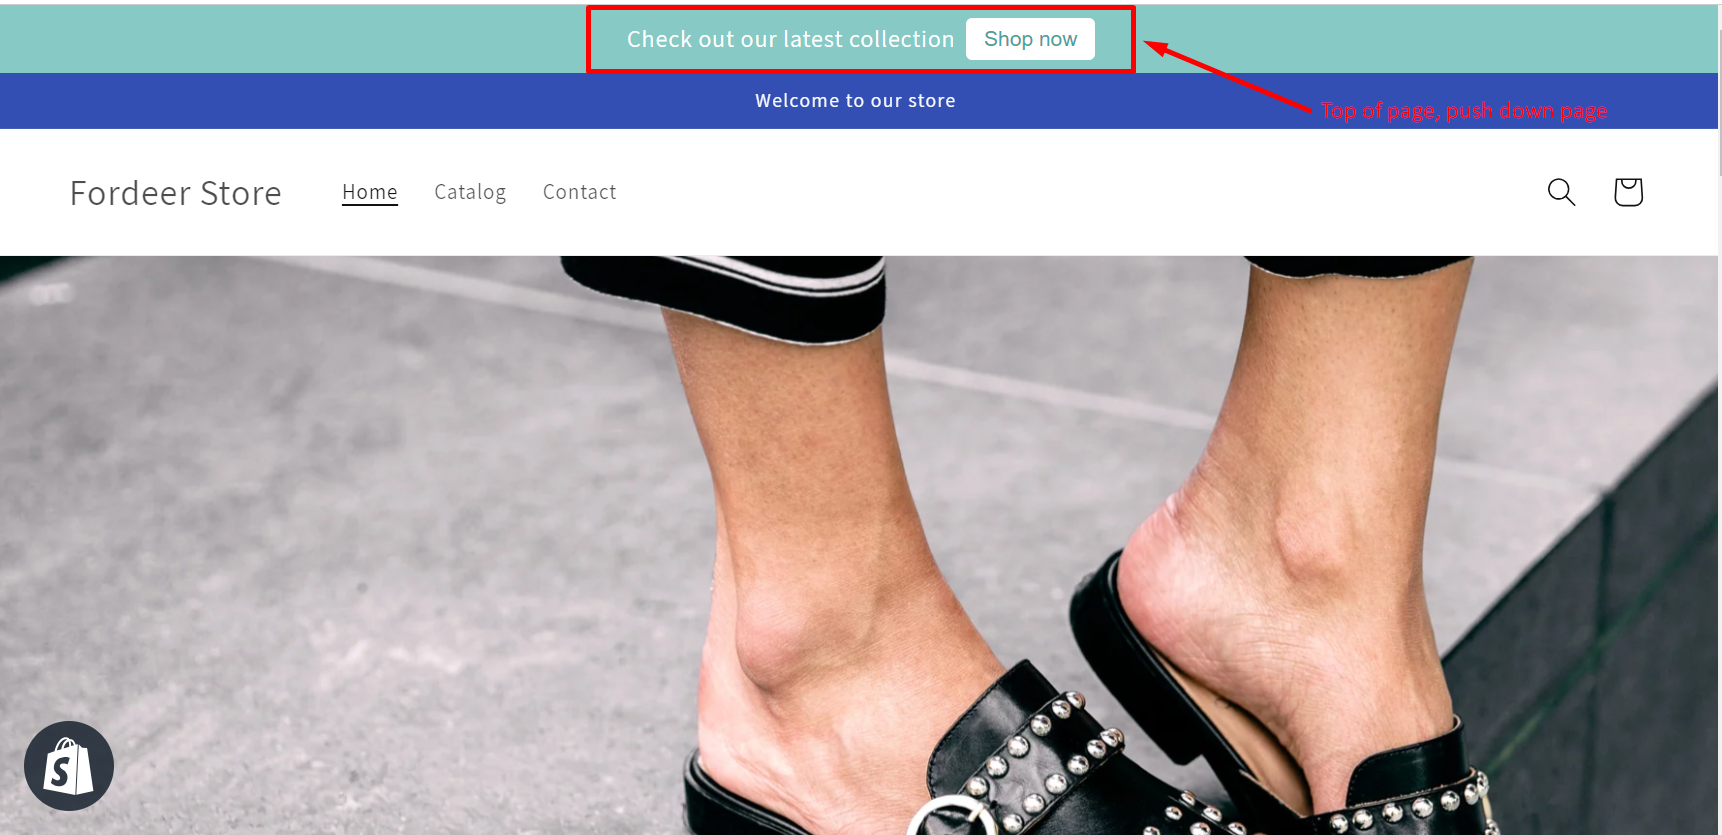 Check out our latest collection Shop now
Welcome to our store
Top of page, push down page
Fordeer Store Home Catalog Contact
S